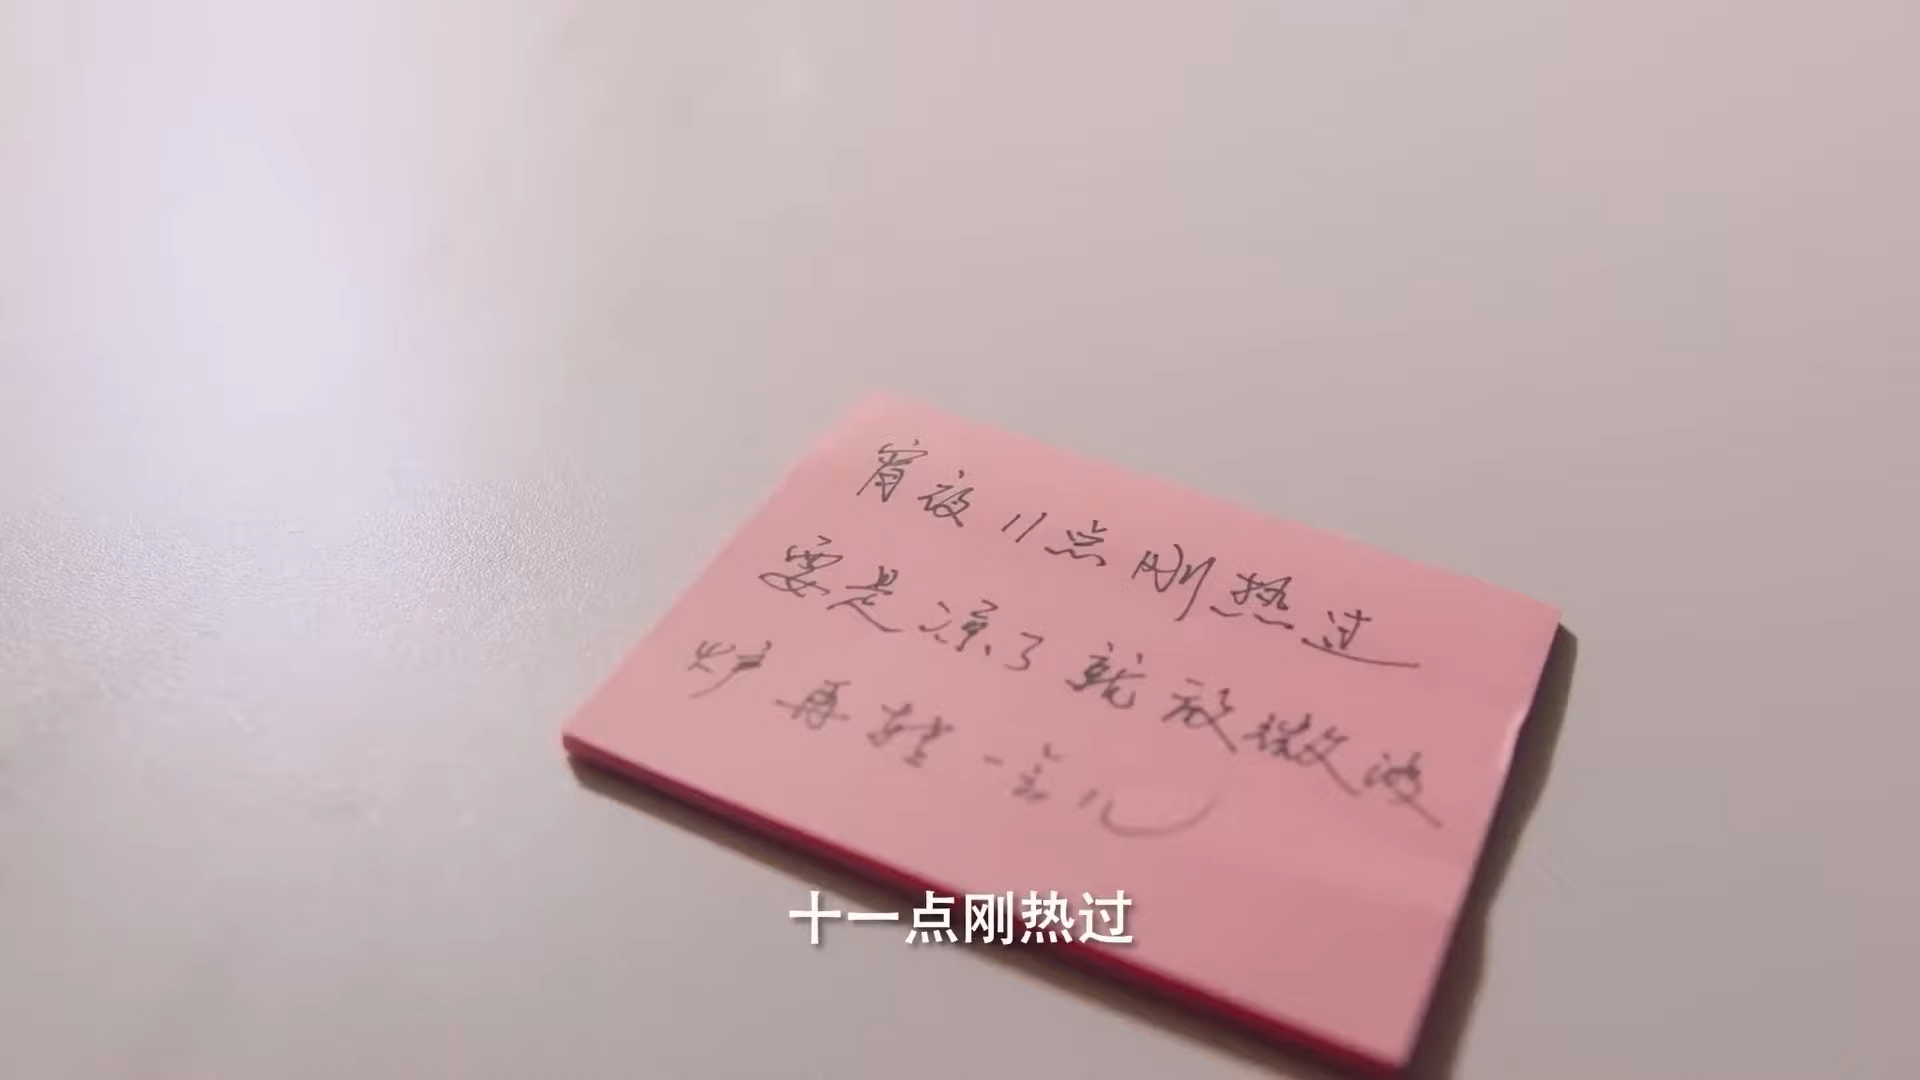 宵夜11点刚热过
要是凉了就放微波
炉再转一会儿
十一点刚热过